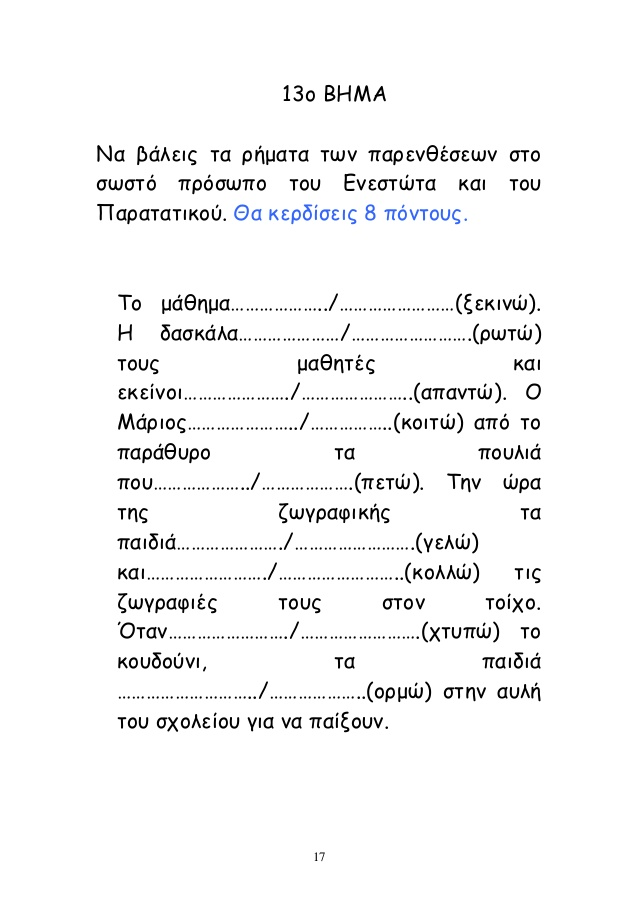 13ο ΒΗΜΑ
Να βάλεις τα ρήματα των παρενθέσεων στο
σωστό πρόσωπο του Ενεστώτα και του
Παρατατικού. Θα κερδίσεις 8 πόντους.
Το μάθημα………………../……………………(ξεκινώ).
Η δασκάλα…………………/…………………….(ρωτώ)
τους μαθητές και
εκείνοι…………………./…………………..(απαντώ). Ο
Μάριος…………………../……………..(κοιτώ) από το
παράθυρο τα πουλιά
που………………../……………….(πετώ). Την ώρα
της ζωγραφικής τα
παιδιά…………………./…………………….(γελώ)
και……………………./……………………..(κολλώ) τις
ζωγραφιές τους στον τοίχο.
Όταν……………………./…………………….(χτυπώ) το
κουδούνι, τα παιδιά
………………………../………………..(ορμώ) στην αυλή
του σχολείου για να παίξουν.
17